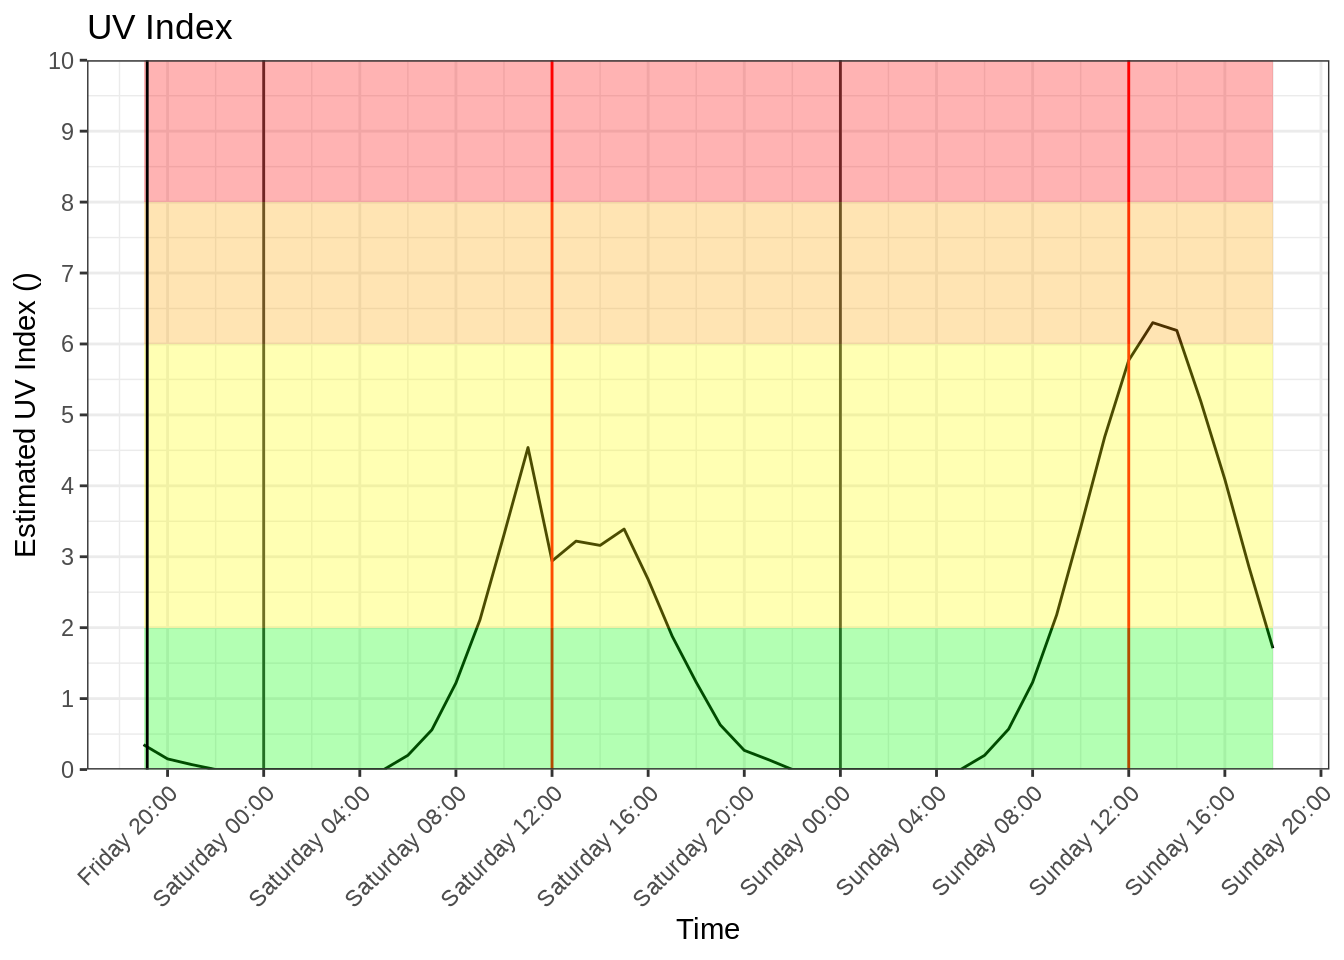 UV Index
Estimated UV Index ()
10
9
8
7
6
5
4
3
2
1
0
Friday 20:00
Saturday 00:00
Saturday 04:00
Saturday 08:00
Saturday 12:00
Saturday 16:00
Saturday 20:00
Sunday 00:00
Sunday 04:00
Sunday 08:00
Sunday 12:00
Sunday 16:00
Sunday 20:00
Time